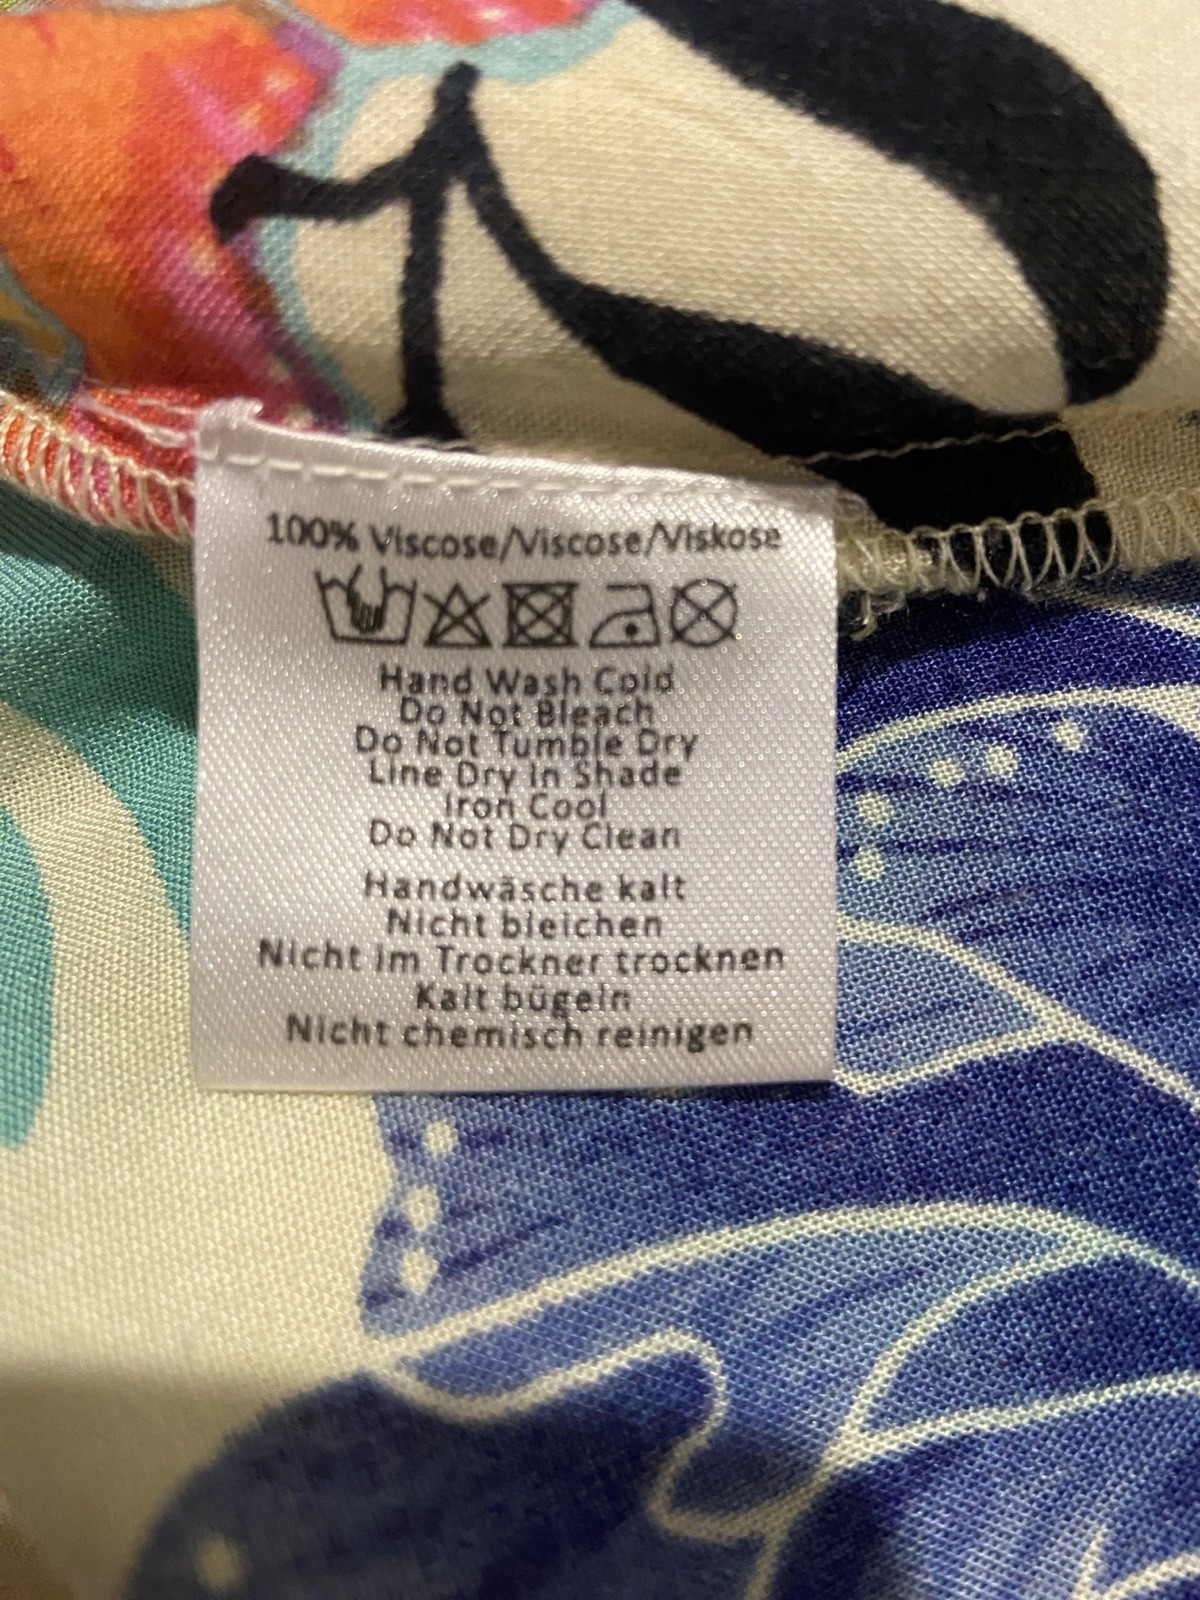 100% Viscose/Viscose/Viskose
Hand Wash Cold
Do Not Bleach
Do Not Tumble Dry
Line Dry in Shade
Iron Cool
Do Not Dry Clean
Handwäsche kalt
Nicht bleichen
Nicht im Trockner trocknen
Kalt bügeln
Nicht chemisch reinigen